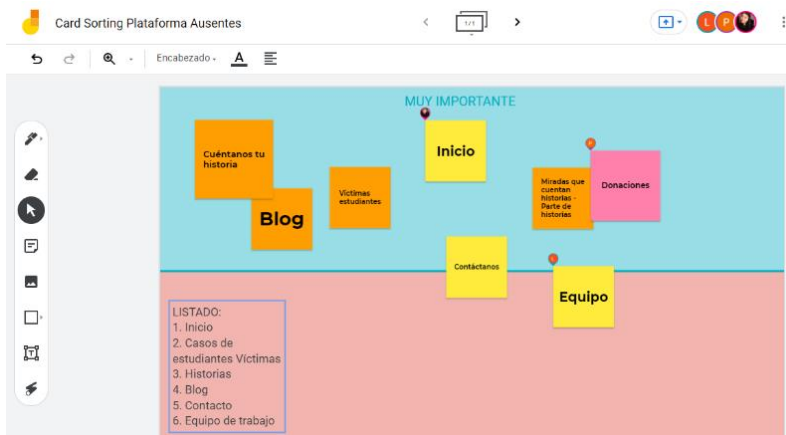 Card Sorting Plataforma Ausentes
1/1
L P
Encabezado
A
MUY IMPORTANTE
Cuéntanos tu
historia
Blog
Víctimas
estudiantes
Inicio
Miradas que
cuentan
historias -
Parte de
historias
Donaciones
Contáctanos
Equipo
LISTADO:
1. Inicio
2. Casos de
estudiantes Víctimas
3. Historias
4. Blog
5. Contacto
6. Equipo de trabajo